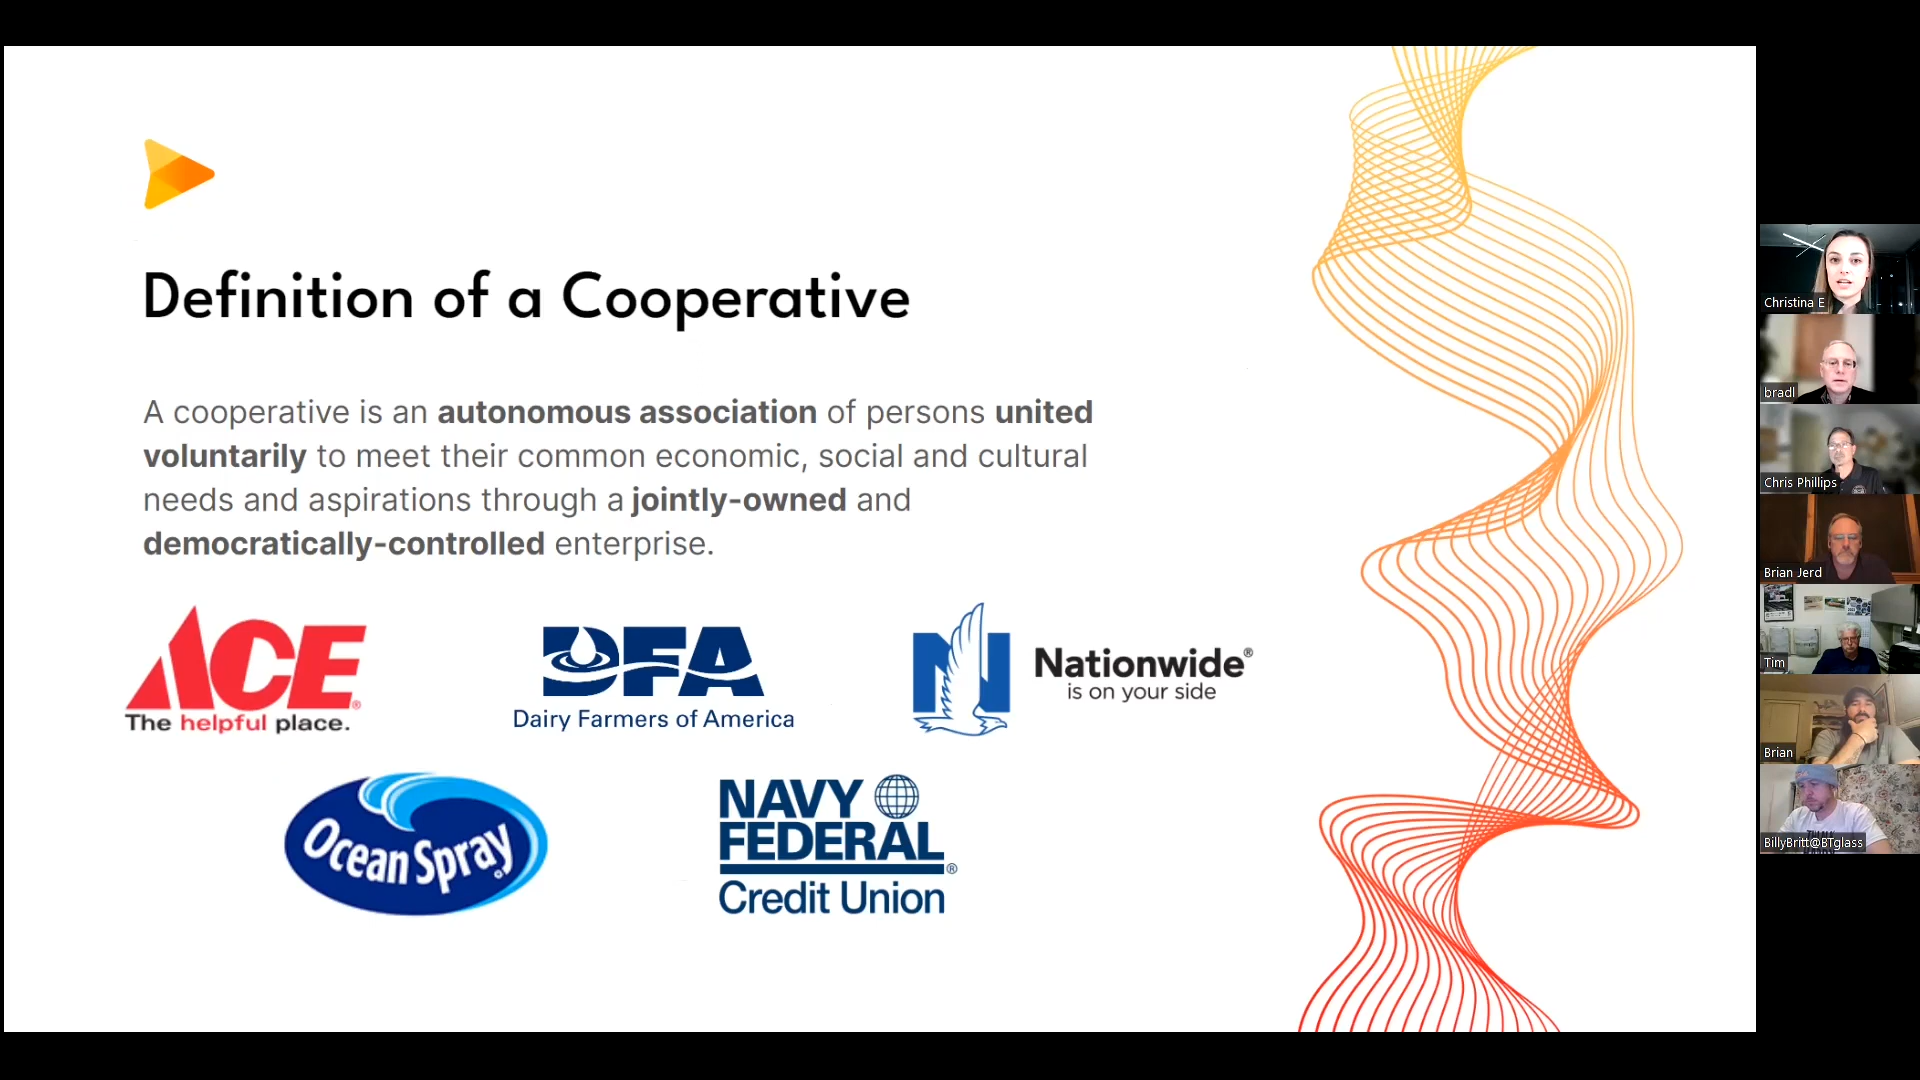 Definition of a Cooperative
A cooperative is an autonomous association of persons united
voluntarily to meet their common economic, social and cultural
needs and aspirations through a jointly-owned and
democratically-controlled enterprise.
ACE®
The helpful place.
DFA
Dairy Farmers of America
N
Nationwide®
is on your side
Ocean Spray
NAVY
FEDERAL®
Credit Union
Christina E
bradl
Chris Phillips
Brian Jerd
Tim
Brian
BillyBritt@BTglass